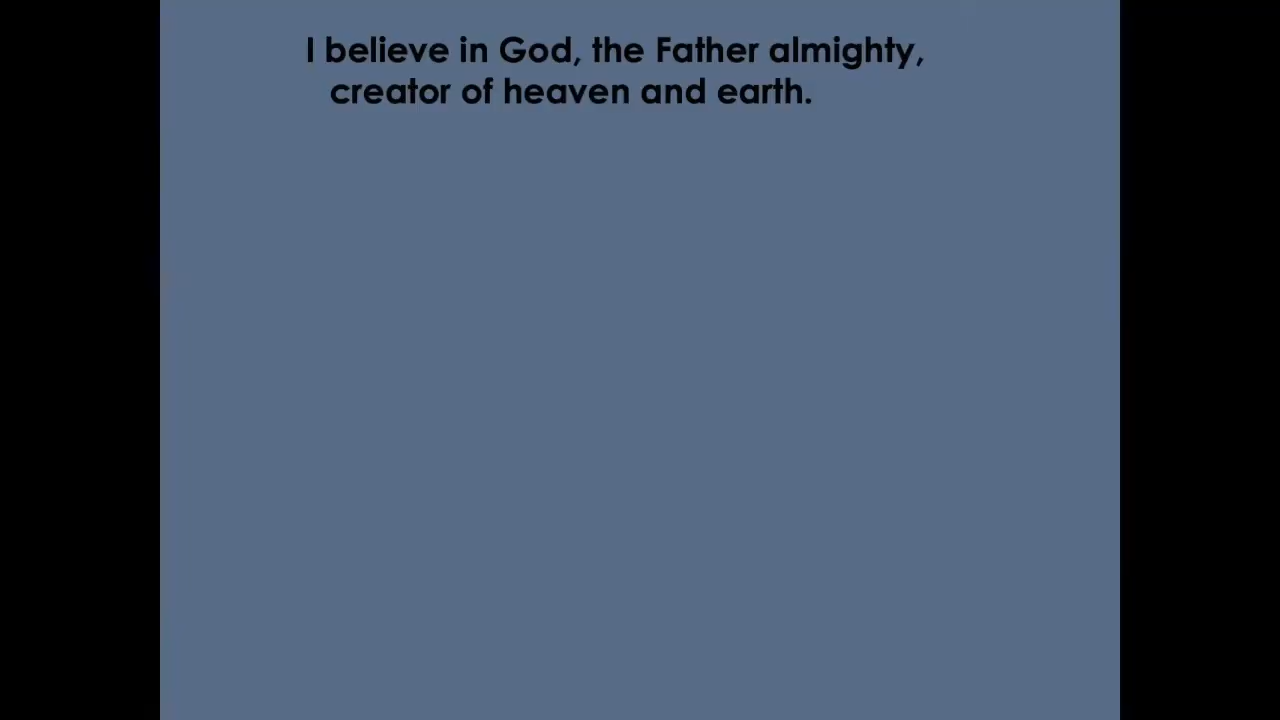 I believe in God, the Father almighty,
creator of heaven and earth.